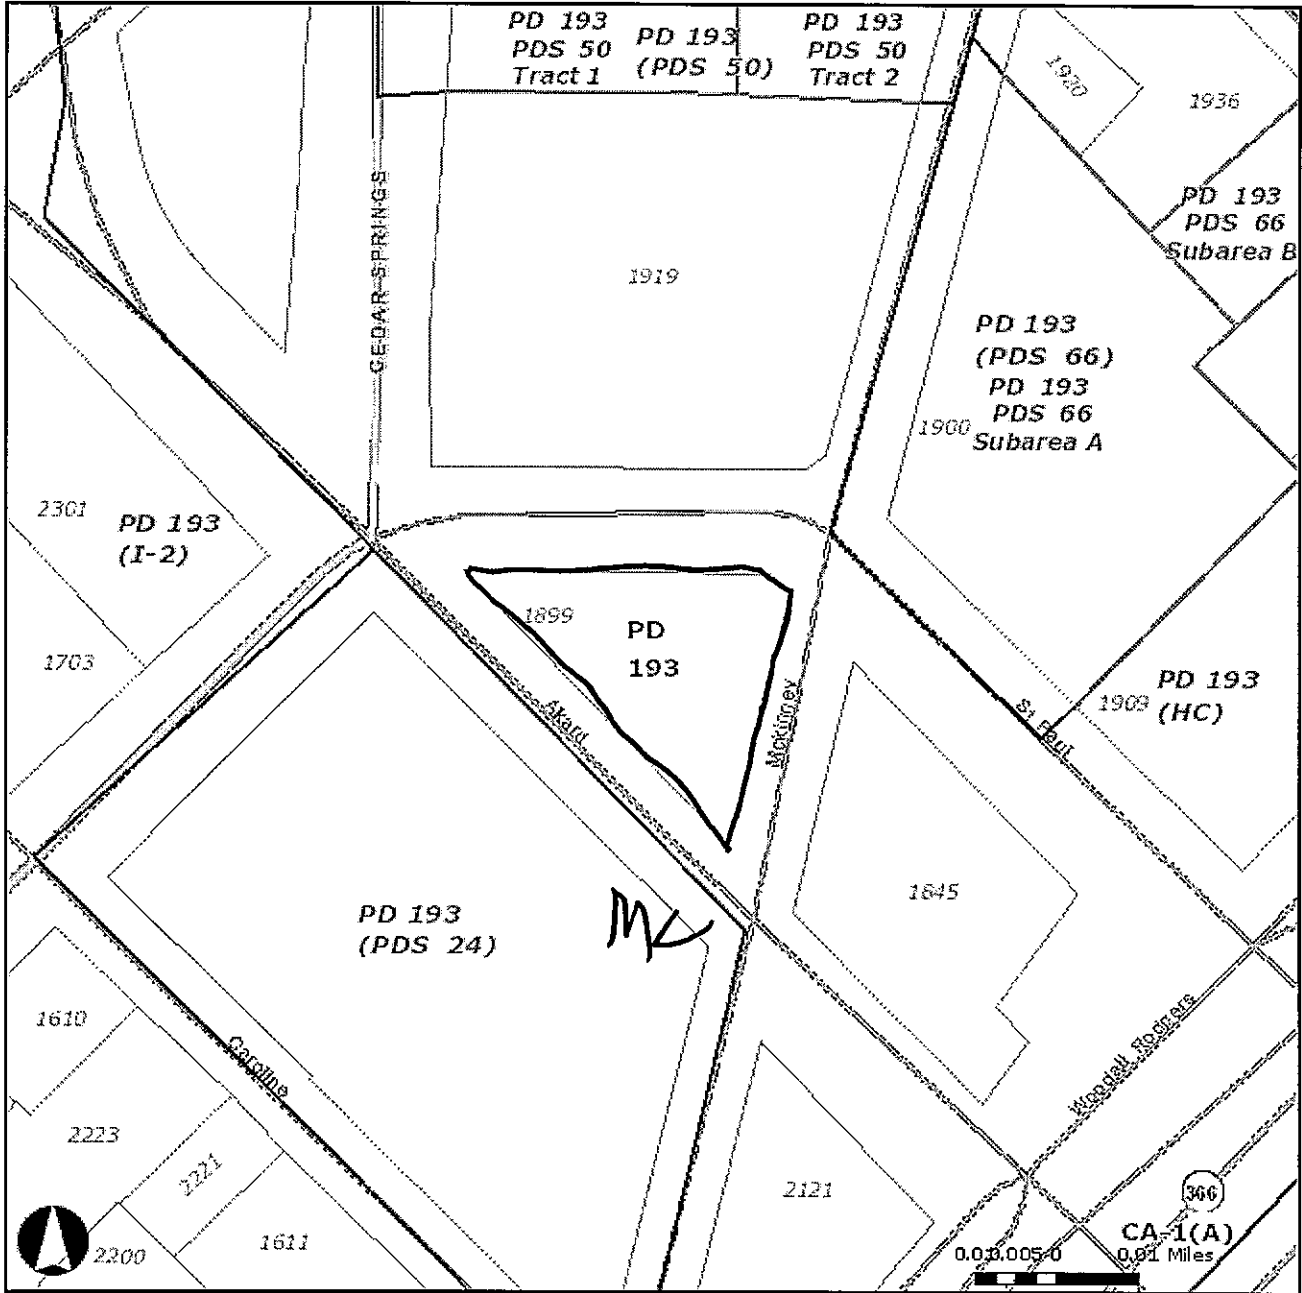 PD 193
PDS 50
Tract 1
PD 193
(PDS 50)
PD 193
PDS 50
Tract 2
1920
1936
PD 193
PDS 66
Subarea B
CEDAR SPRINGS
1919
PD 193
(PDS 66)
PD 193
PDS 66
Subarea A
1900
2301
PD 193
(I-2)
1703
1899
PD
193
Akard
Mckinney
St Paul
1909
PD 193
(HC)
PD 193
(PDS 24)
1645
1610
Caroline
Woodall Rodgers
2223
2221
2200
1611
2121
366
CA-1(A)
0.01 Miles